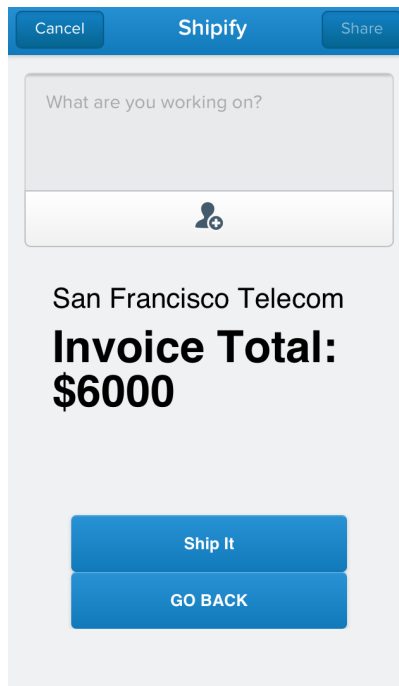 Cancel Shipify Share
What are you working on?
San Francisco Telecom
Invoice Total:
$6000
Ship It
GO BACK